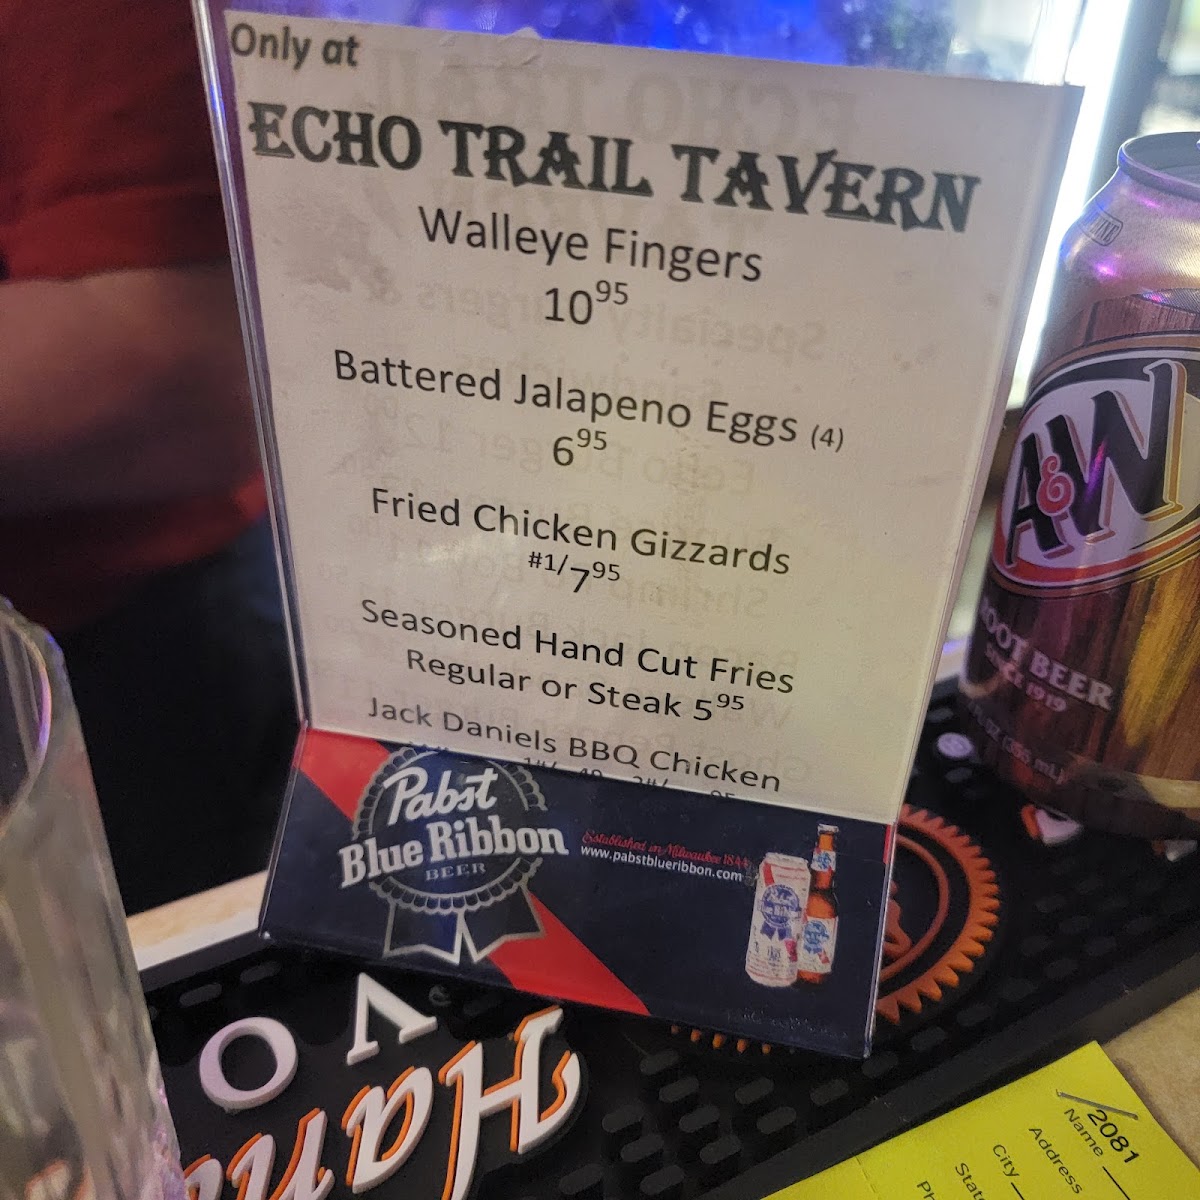 Only at
ECHO TRAIL TAVERN
Walleye Fingers
10 95
Battered Jalapeno Eggs (4)
6 95
Fried Chicken Gizzards
#1/7 95
Seasoned Hand Cut Fries
Regular or Steak 5 95
Jack Daniels BBQ Chicken
Pabst
Blue Ribbon
BEER
Established in Milwaukee 1844
www.pabstblueribbon.com
A&W
ROOT BEER
SINCE 1919
2081
Name
Address
City